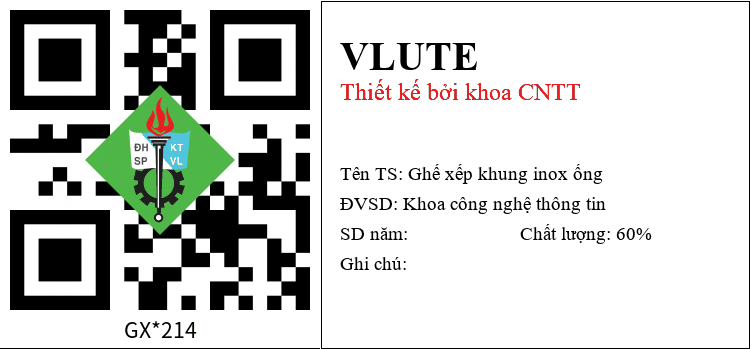 ĐH KT
SP VL
GX*214
VLUTE
Thiết kế bởi khoa CNTT
Tên TS: Ghế xếp khung inox ống
ĐVSD: Khoa công nghệ thông tin
SD năm: Chất lượng: 60%
Ghi chú: